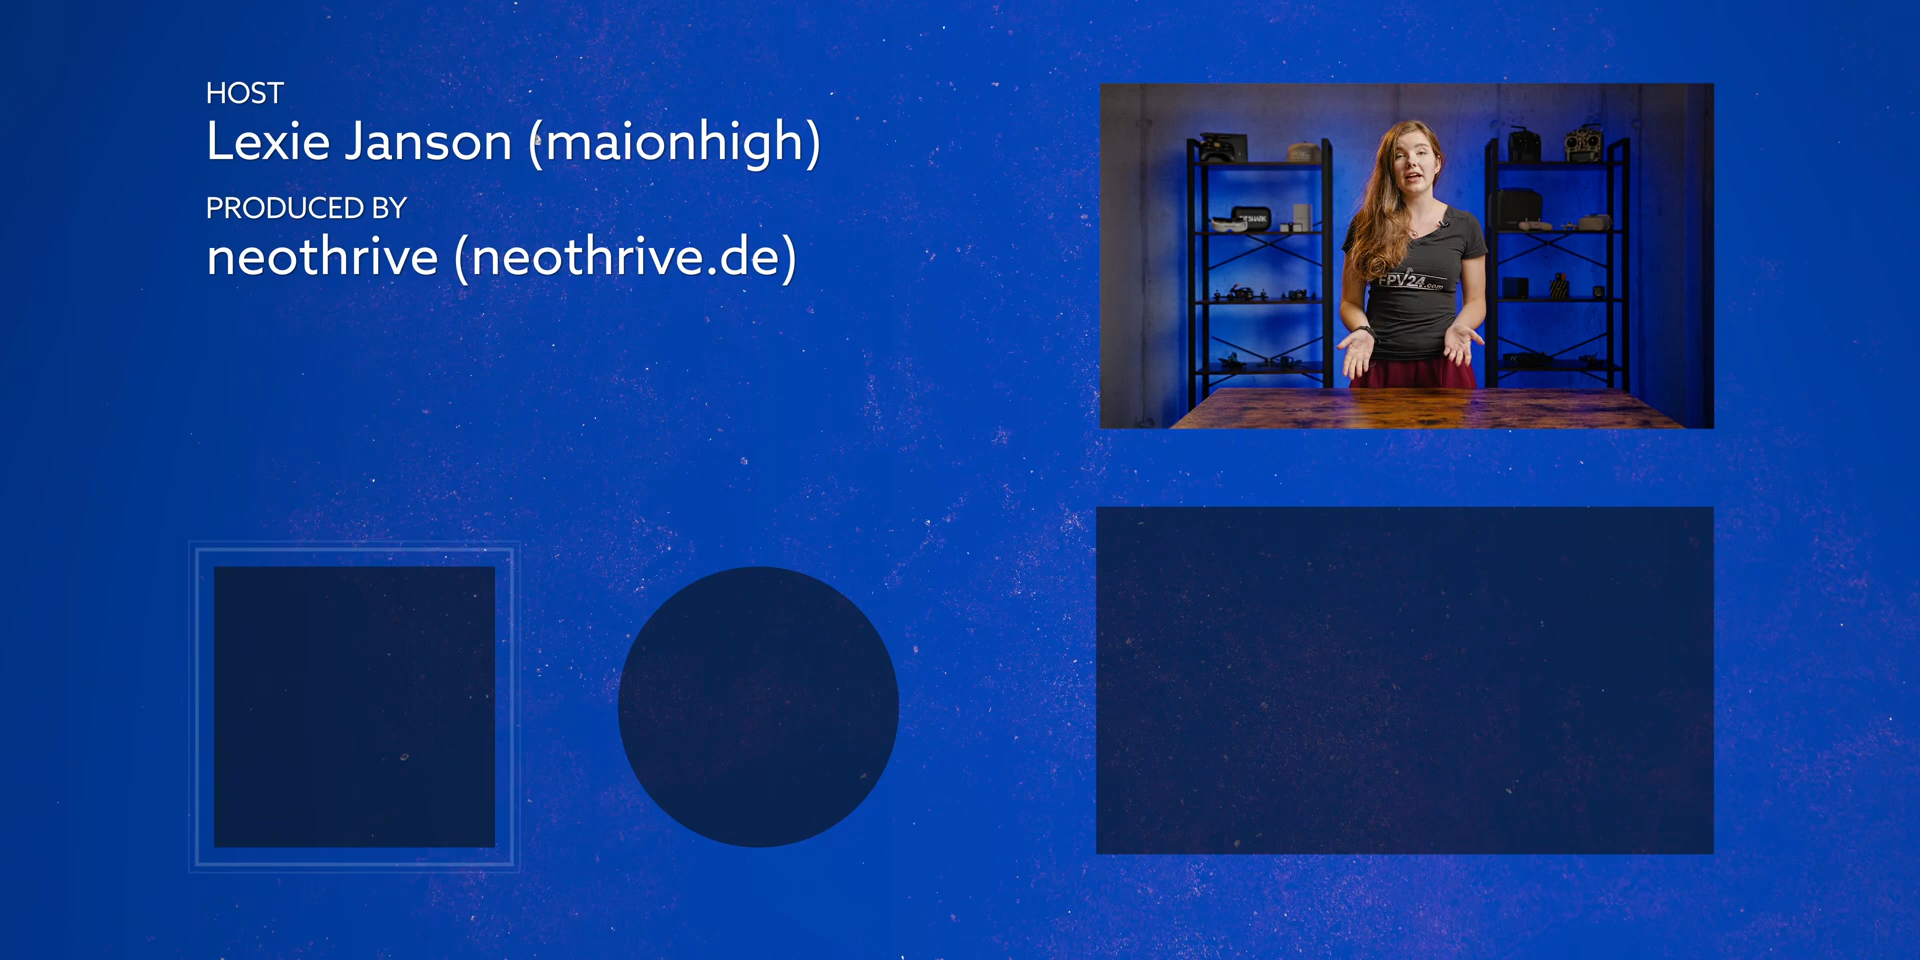 HOST
Lexie Janson (maionhigh)
PRODUCED BY
neothrive (neothrive.de)
FPV24.com